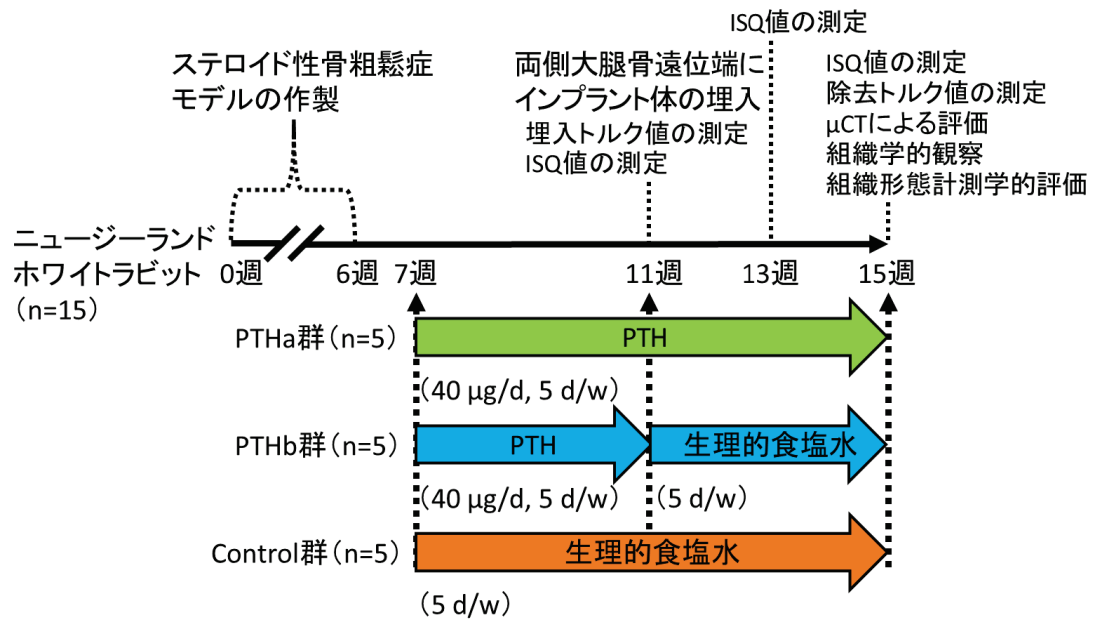 ISQ値の測定
ステロイド性骨粗鬆症
モデルの作製
両側大腿骨遠位端に
インプラント体の埋入
埋入トルク値の測定
ISQ値の測定
ISQ値の測定
除去トルク値の測定
μCTによる評価
組織学的観察
組織形態計測学的評価
ニュージーランド
ホワイトラビット
（n=15）
0週
6週
7週
11週
13週
15週
PTHa群（n=5）
PTH
（40 μg/d, 5 d/w）
PTHb群（n=5）
PTH
生理的食塩水
（40 μg/d, 5 d/w）
（5 d/w）
Control群（n=5）
生理的食塩水
（5 d/w）